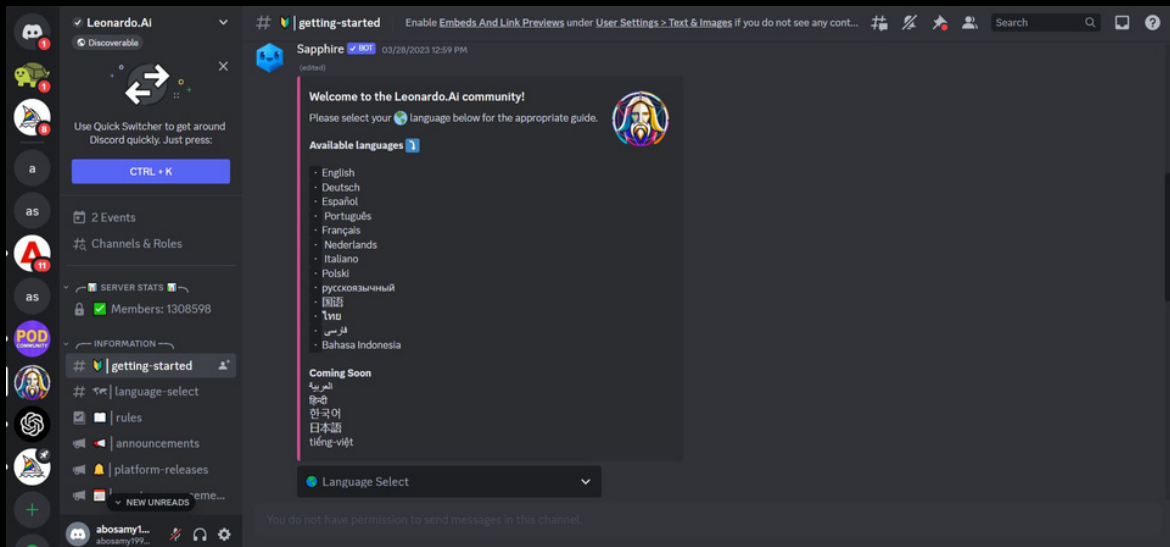 1
1
8
a
as
11
as
POD
COMMUNITY
Leonardo.Ai
Discoverable
Use Quick Switcher to get around
Discord quickly. Just press:
CTRL + K
2 Events
Channels & Roles
SERVER STATS
Members: 1308598
INFORMATION
getting-started
language-select
rules
announcements
platform-releases
NEW UNREADS
abosamy1...
abosamy199...
# | getting-started
Enable Embeds And Link Previews under User Settings > Text & Images if you do not see any cont...
Search
Sapphire BOT 03/28/2023 12:59 PM
(edited)
Welcome to the Leonardo.Ai community!
Please select your language below for the appropriate guide.
Available languages
· English
· Deutsch
· Español
· Português
· Français
· Nederlands
· Italiano
· Polski
· русскоязычный
· 国语
· ไทย
· فارسی
· Bahasa Indonesia
Coming Soon
العربية
हिन्दी
한국어
日本語
tiếng-việt
Language Select
You do not have permission to send messages in this channel.